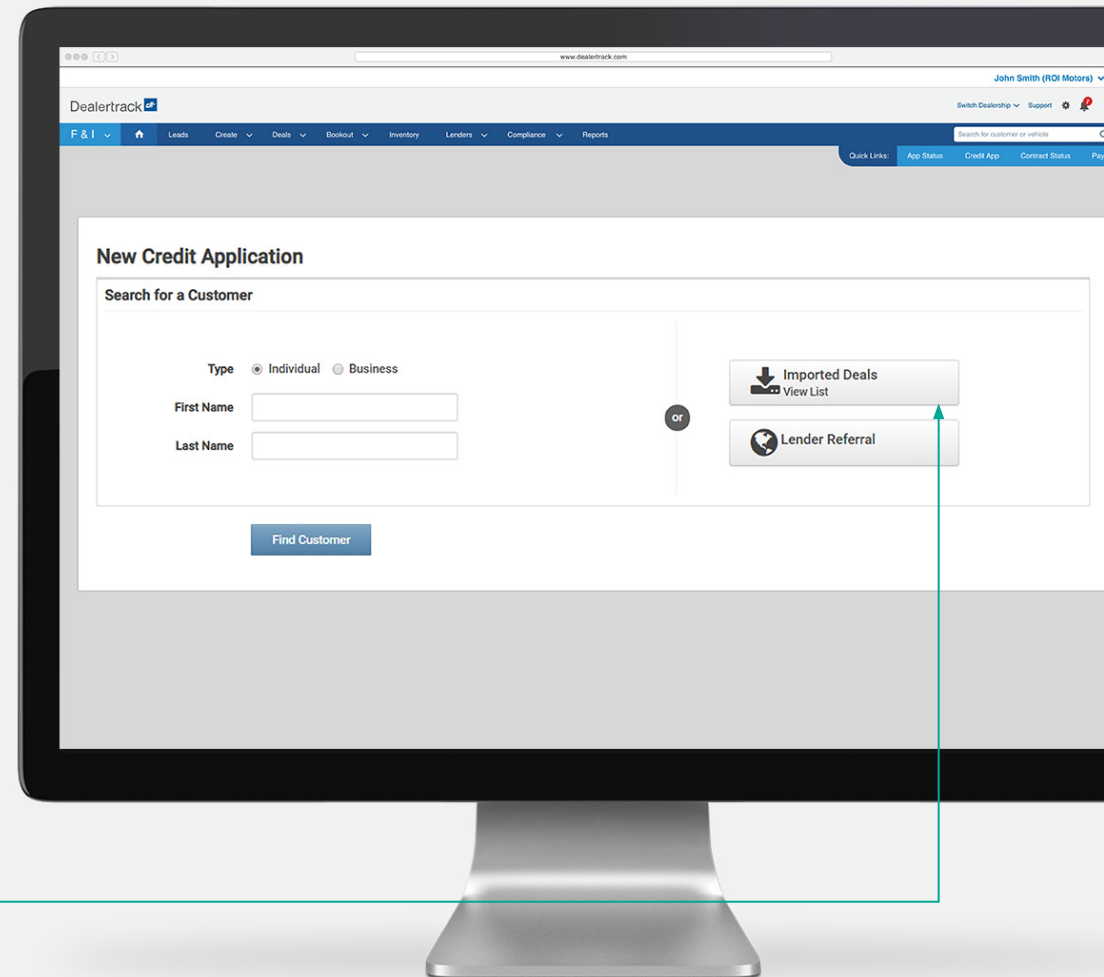 www.dealertrack.com
John Smith (ROI Motors)
Dealertrack
Switch Dealership Support
F & I Leads Create Deals Bookout Inventory Lenders Compliance Reports
Search for customer or vehicle
Quick Links: App Status Credit App Contract Status Pay
New Credit Application
Search for a Customer
Type Individual Business
First Name
Last Name
or
Imported Deals
View List
Lender Referral
Find Customer